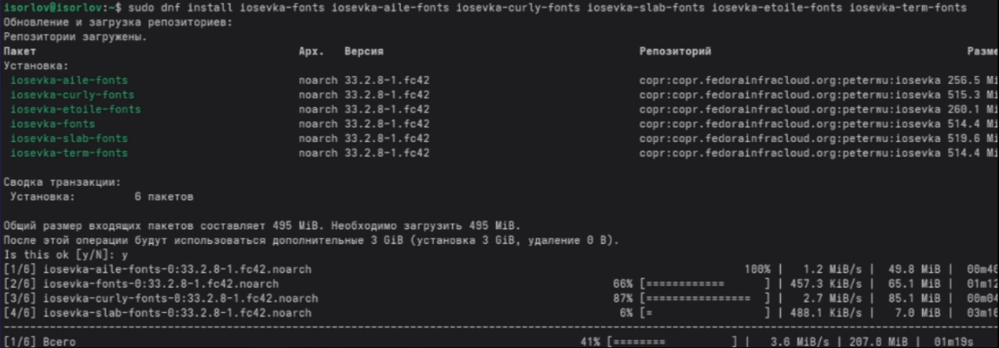 isorlov@isorlov:~$ sudo dnf install iosevka-fonts iosevka-aile-fonts iosevka-curly-fonts iosevka-slab-fonts iosevka-etoile-fonts iosevka-term-fonts
Обновление и загрузка репозиториев:
Репозитории загружены.
Пакет Арх. Версия Репозиторий Разме
Установка:
iosevka-aile-fonts noarch 33.2.8-1.fc42 copr:copr.fedorainfracloud.org:peterwu:iosevka 256.5 Mi
iosevka-curly-fonts noarch 33.2.8-1.fc42 copr:copr.fedorainfracloud.org:peterwu:iosevka 515.3 Mi
iosevka-etoile-fonts noarch 33.2.8-1.fc42 copr:copr.fedorainfracloud.org:peterwu:iosevka 260.1 Mi
iosevka-fonts noarch 33.2.8-1.fc42 copr:copr.fedorainfracloud.org:peterwu:iosevka 514.4 Mi
iosevka-slab-fonts noarch 33.2.8-1.fc42 copr:copr.fedorainfracloud.org:peterwu:iosevka 519.6 Mi
iosevka-term-fonts noarch 33.2.8-1.fc42 copr:copr.fedorainfracloud.org:peterwu:iosevka 514.4 Mi
Сводка транзакции:
Установка: 6 пакетов
Общий размер входящих пакетов составляет 495 MiB. Необходимо загрузить 495 MiB.
После этой операции будут использоваться дополнительные 3 GiB (установка 3 GiB, удаление 0 B).
Is this ok [y/N]: y
[1/6] iosevka-aile-fonts-0:33.2.8-1.fc42.noarch 100% | 1.2 MiB/s | 49.8 MiB | 00m40
[2/6] iosevka-fonts-0:33.2.8-1.fc42.noarch 66% [============ ] | 457.3 KiB/s | 65.1 MiB | 01m12
[3/6] iosevka-curly-fonts-0:33.2.8-1.fc42.noarch 87% [================ ] | 2.7 MiB/s | 85.1 MiB | 00m04
[4/6] iosevka-slab-fonts-0:33.2.8-1.fc42.noarch 6% [= ] | 488.1 KiB/s | 7.0 MiB | 03m10
[1/6] Всего 41% [======== ] | 3.6 MiB/s | 207.0 MiB | 01m19s